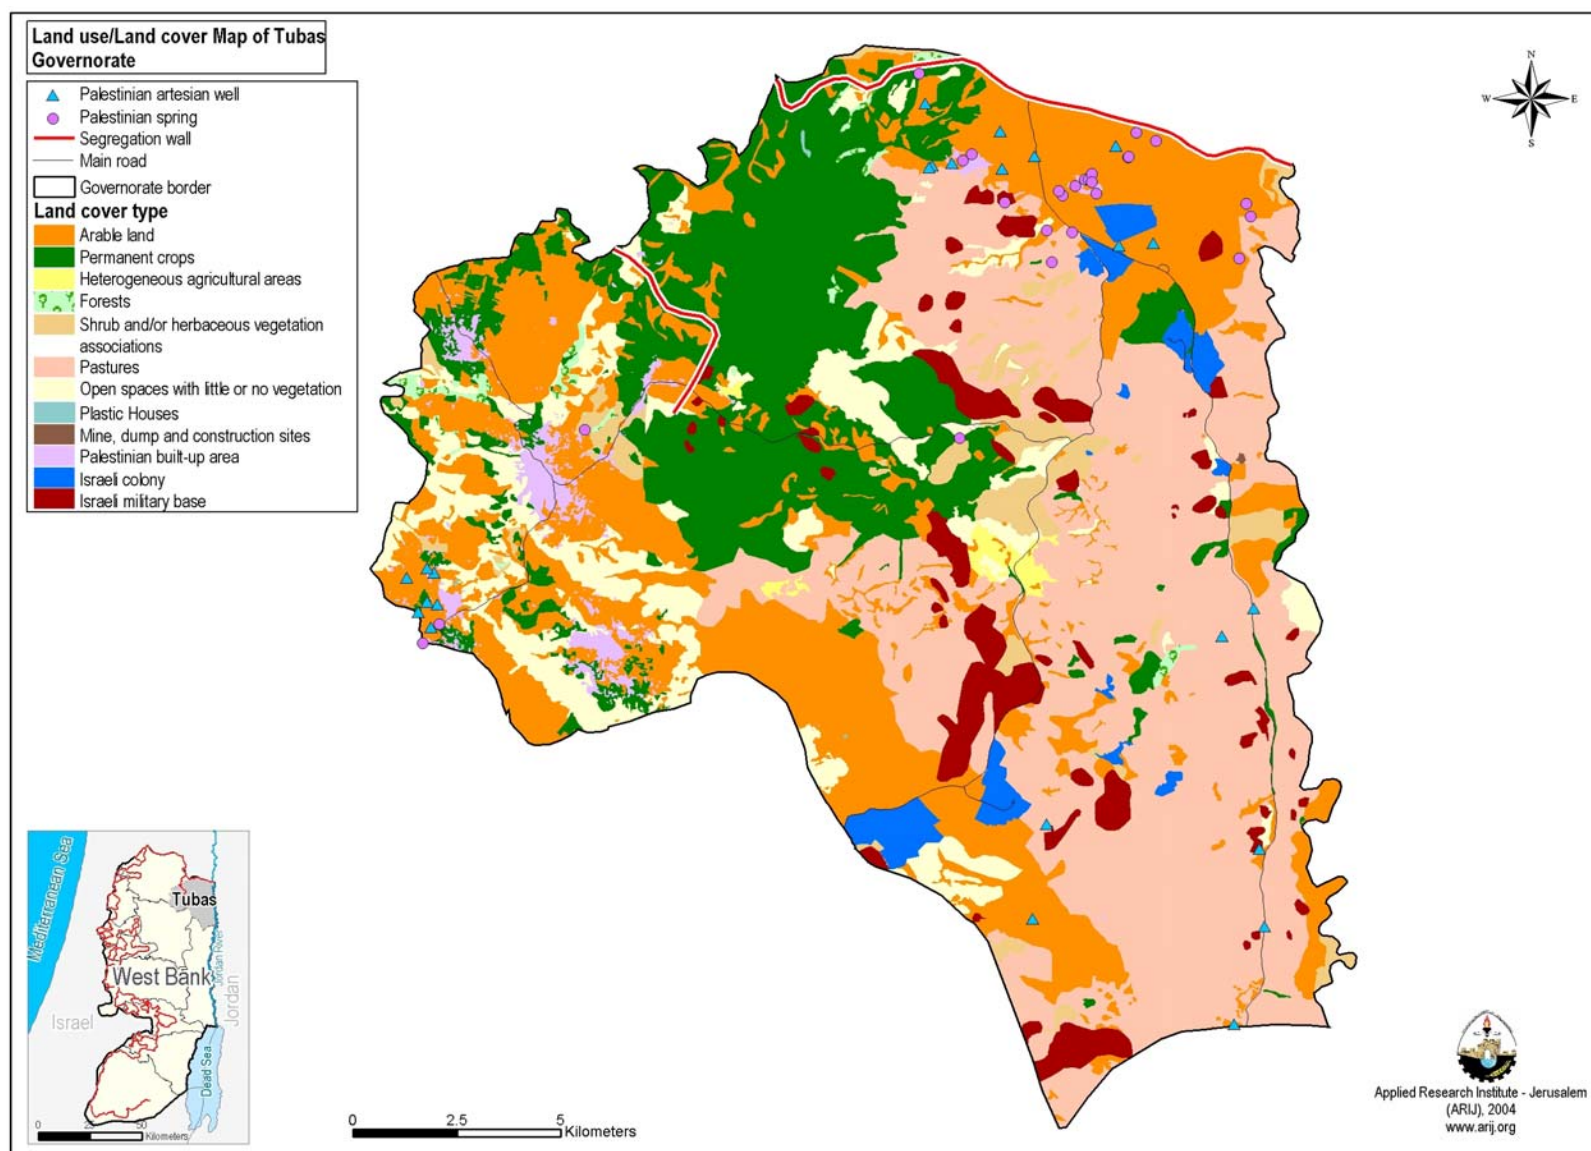 Land use/Land cover Map of Tubas
Governorate
Palestinian artesian well
Palestinian spring
Segregation wall
Main road
Governorate border
Land cover type
Arable land
Permanent crops
Heterogeneous agricultural areas
Forests
Shrub and/or herbaceous vegetation
associations
Pastures
Open spaces with little or no vegetation
Plastic Houses
Mine, dump and construction sites
Palestinian built-up area
Israeli colony
Israeli military base
N
W
E
S
Mediterranean Sea
Tubas
West Bank
Jordan River
Jordan
Israel
Dead Sea
0 25 50
Kilometers
0 2.5 5
Kilometers
Applied Research Institute - Jerusalem
(ARIJ), 2004
www.arij.org